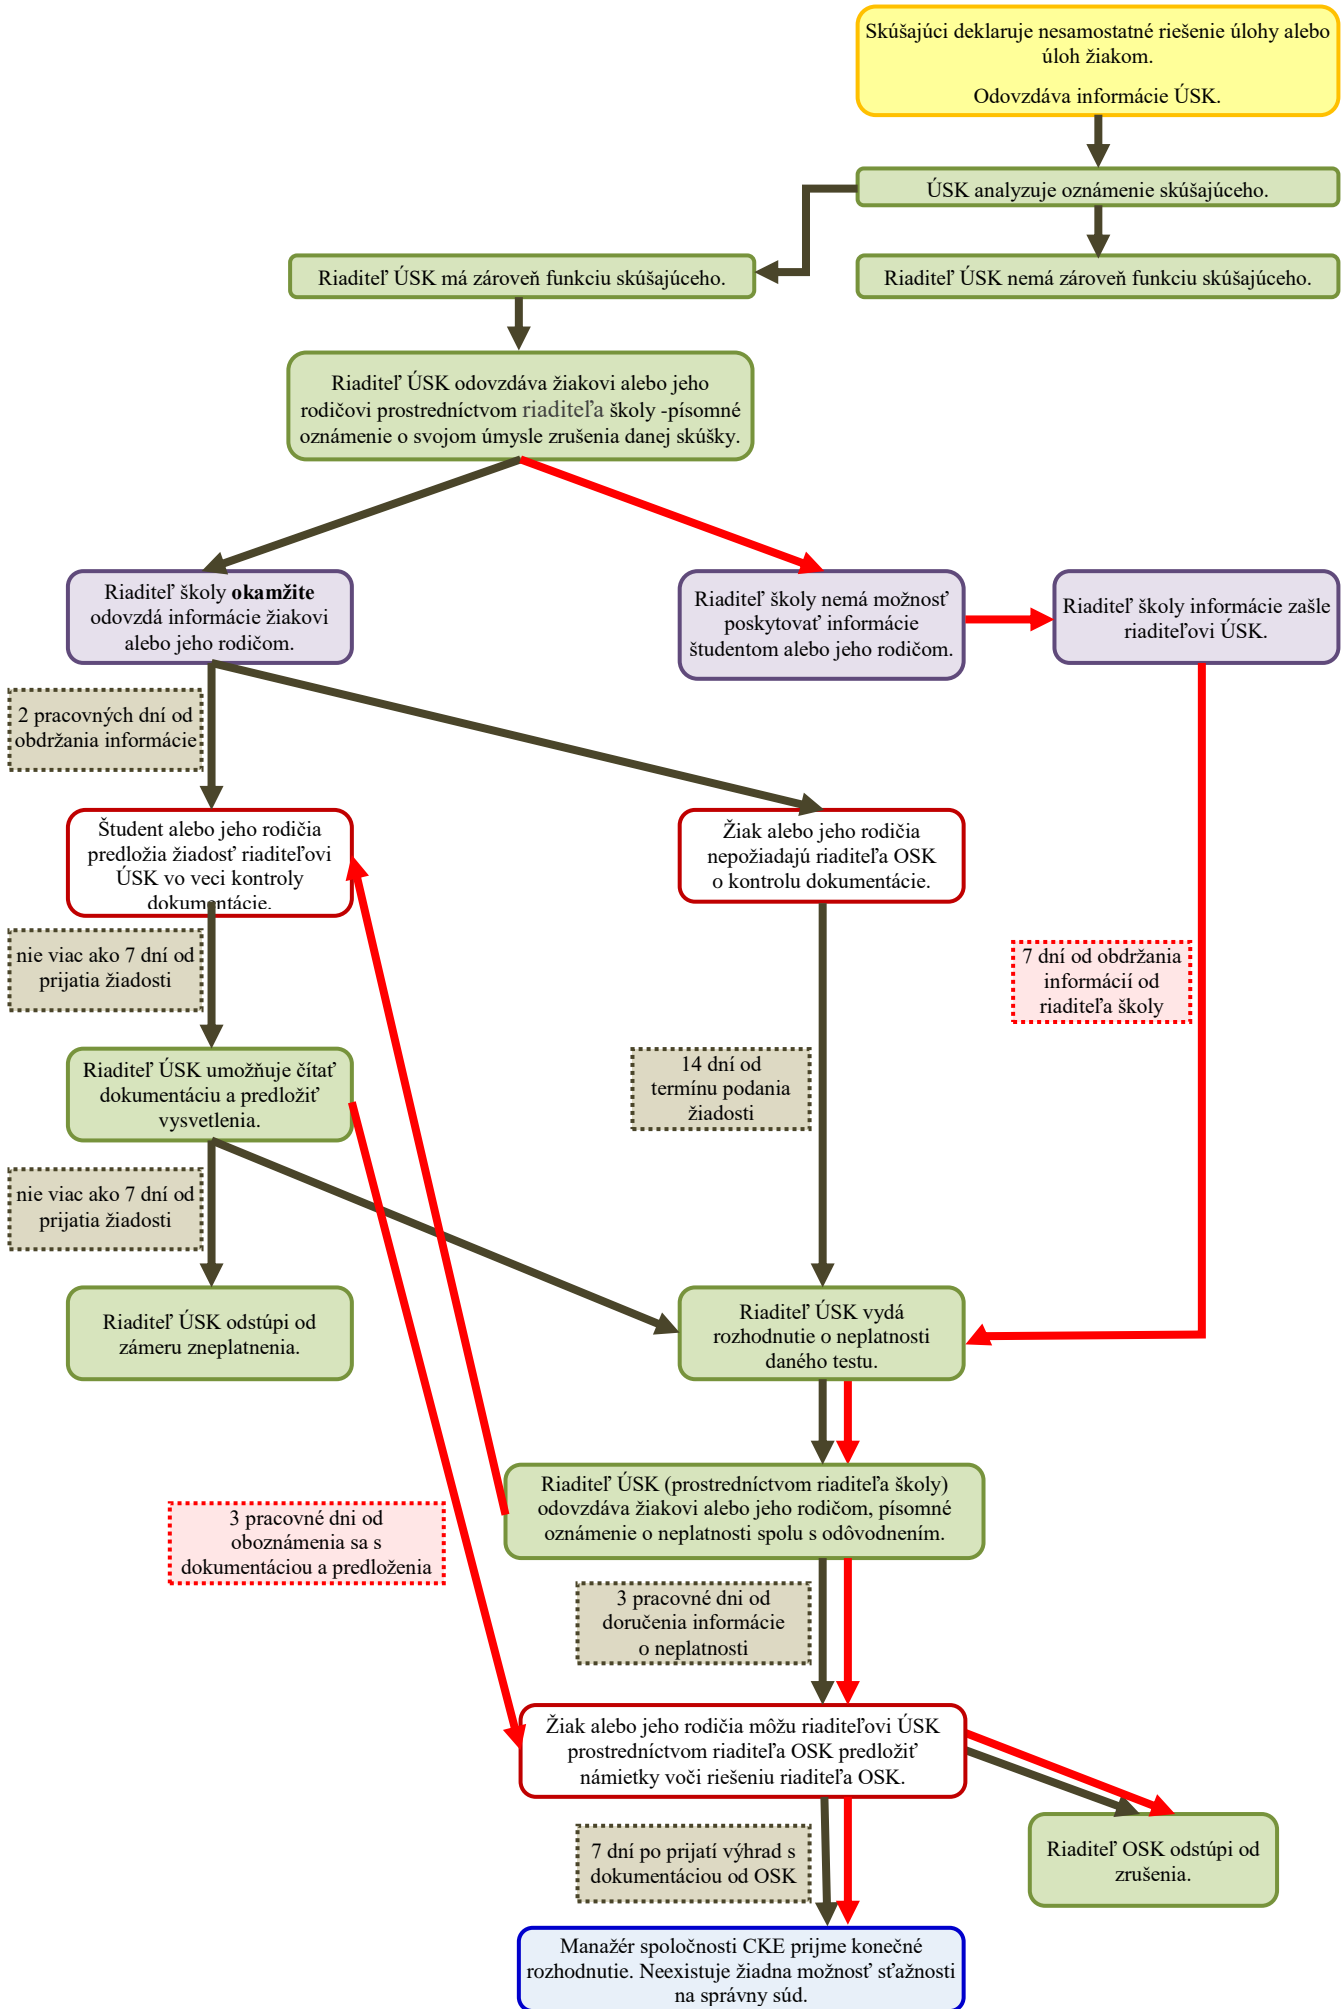 Skúšajúci deklaruje nesamostatné riešenie úlohy alebo
úloh žiakom.
Odovzdáva informácie ÚSK.
ÚSK analyzuje oznámenie skúšajúceho.
Riaditeľ ÚSK má zároveň funkciu skúšajúceho.
Riaditeľ ÚSK nemá zároveň funkciu skúšajúceho.
Riaditeľ ÚSK odovzdáva žiakovi alebo jeho
rodičovi prostredníctvom riaditeľa školy -písomné
oznámenie o svojom úmysle zrušenia danej skúšky.
Riaditeľ školy okamžite
odovzdá informácie žiakovi
alebo jeho rodičom.
Riaditeľ školy nemá možnosť
poskytovať informácie
študentom alebo jeho rodičom.
Riaditeľ školy informácie zašle
riaditeľovi ÚSK.
2 pracovných dní od
obdržania informácie
Študent alebo jeho rodičia
predložia žiadosť riaditeľovi
ÚSK vo veci kontroly
dokumentácie.
Žiak alebo jeho rodičia
nepožiadajú riaditeľa OSK
o kontrolu dokumentácie.
nie viac ako 7 dní od
prijatia žiadosti
7 dní od obdržania
informácií od
riaditeľa školy
Riaditeľ ÚSK umožňuje čítať
dokumentáciu a predložiť
vysvetlenia.
14 dní od
termínu podania
žiadosti
nie viac ako 7 dní od
prijatia žiadosti
Riaditeľ ÚSK odstúpi od
zámeru zneplatnenia.
Riaditeľ ÚSK vydá
rozhodnutie o neplatnosti
daného testu.
Riaditeľ ÚSK (prostredníctvom riaditeľa školy)
odovzdáva žiakovi alebo jeho rodičom, písomné
oznámenie o neplatnosti spolu s odôvodnením.
3 pracovné dni od
oboznámenia sa s
dokumentáciou a predloženia
3 pracovné dni od
doručenia informácie
o neplatnosti
Žiak alebo jeho rodičia môžu riaditeľovi ÚSK
prostredníctvom riaditeľa OSK predložiť
námietky voči riešeniu riaditeľa OSK.
Riaditeľ OSK odstúpi od
zrušenia.
7 dní po prijatí výhrad s
dokumentáciou od OSK
Manažér spoločnosti CKE prijme konečné
rozhodnutie. Neexistuje žiadna možnosť sťažnosti
na správny súd.